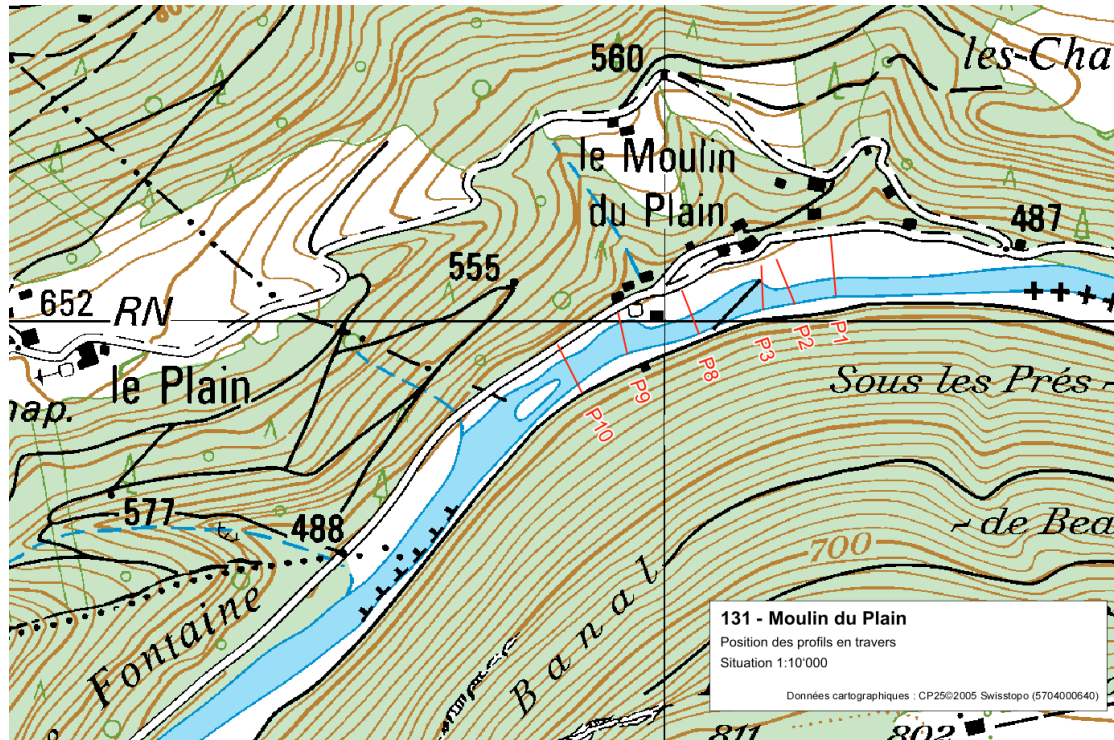 560
les-Cha
le Moulin
du Plain
487
555
652 RN
le Plain
nap.
P1
P2
P3
P8
P9
P10
Sous les Prés -
- de Bed
577
488
700
Fontaine
Banal
131 - Moulin du Plain
Position des profils en travers
Situation 1:10'000
Données cartographiques : CP25©2005 Swisstopo (5704000640)
811
802